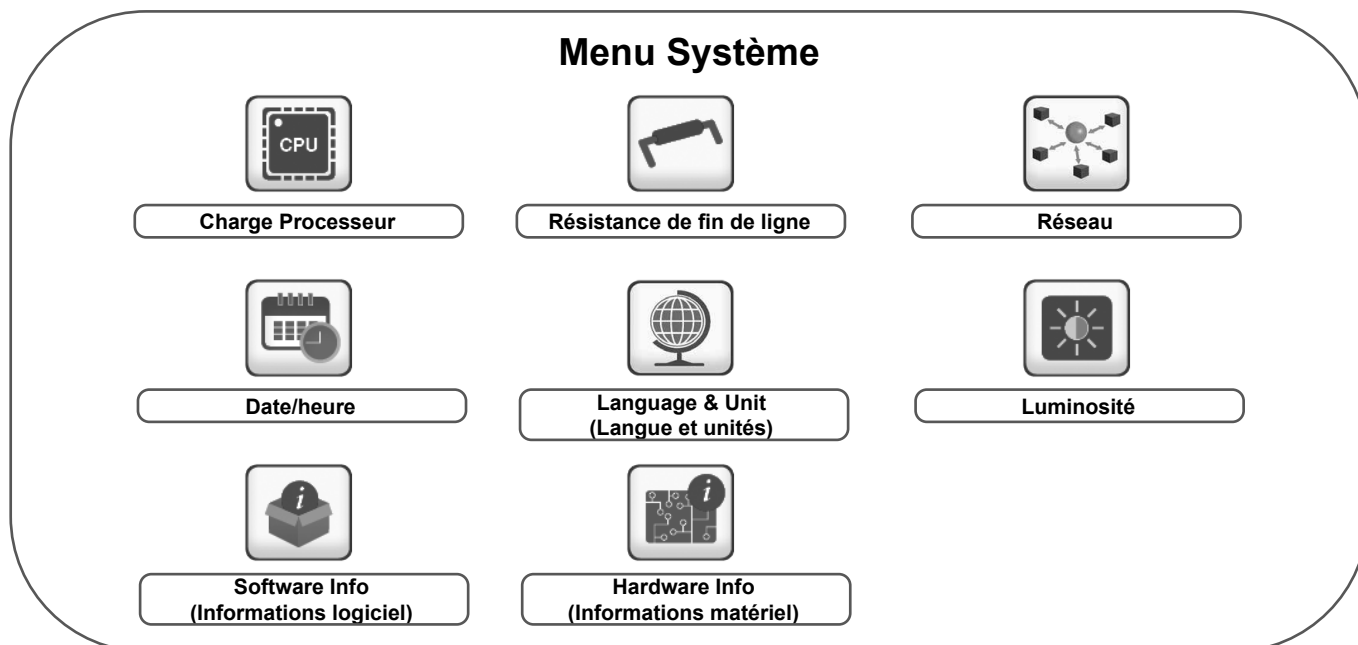 Menu Système
CPU
Charge Processeur
Résistance de fin de ligne
Réseau
Date/heure
Language & Unit
(Langue et unités)
Luminosité
i
Software Info
(Informations logiciel)
i
Hardware Info
(Informations matériel)